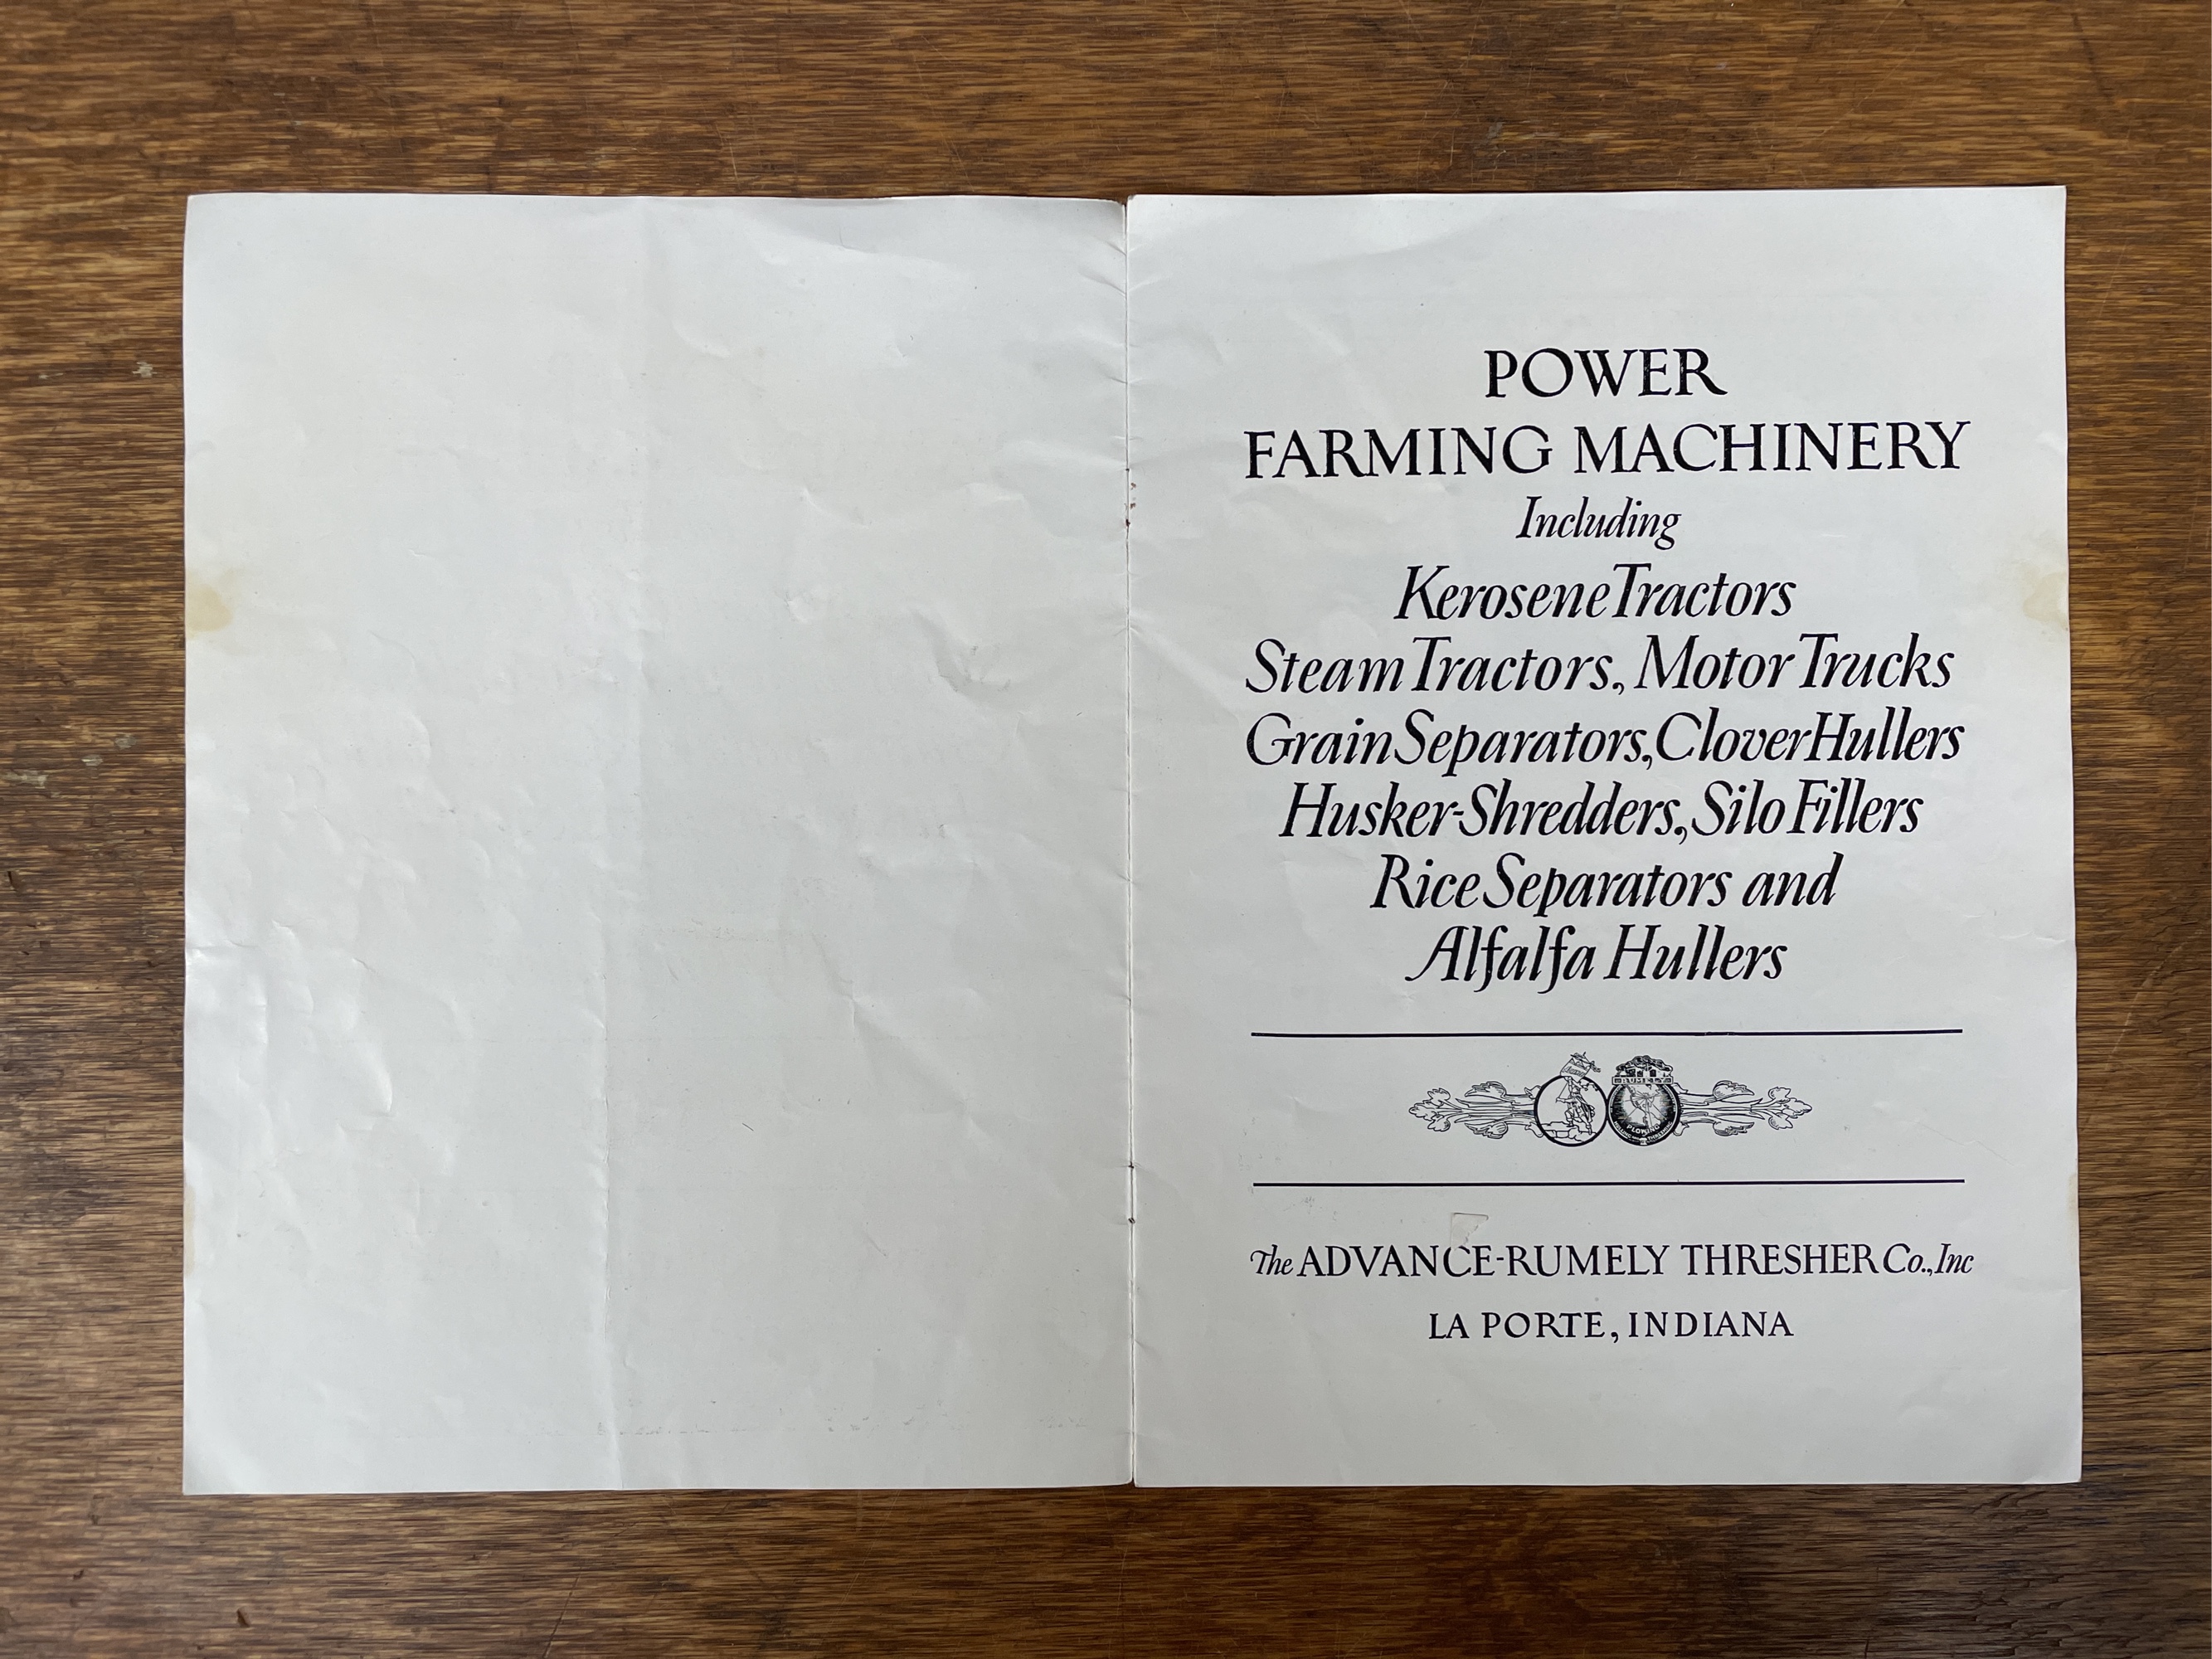 POWER
FARMING MACHINERY
Including
Kerosene Tractors
Steam Tractors, Motor Trucks
Grain Separators, Clover Hullers
Husker-Shredders, Silo Fillers
Rice Separators and
Alfalfa Hullers
RUMELY
The ADVANCE-RUMELY THRESHER Co., Inc
LA PORTE, INDIANA